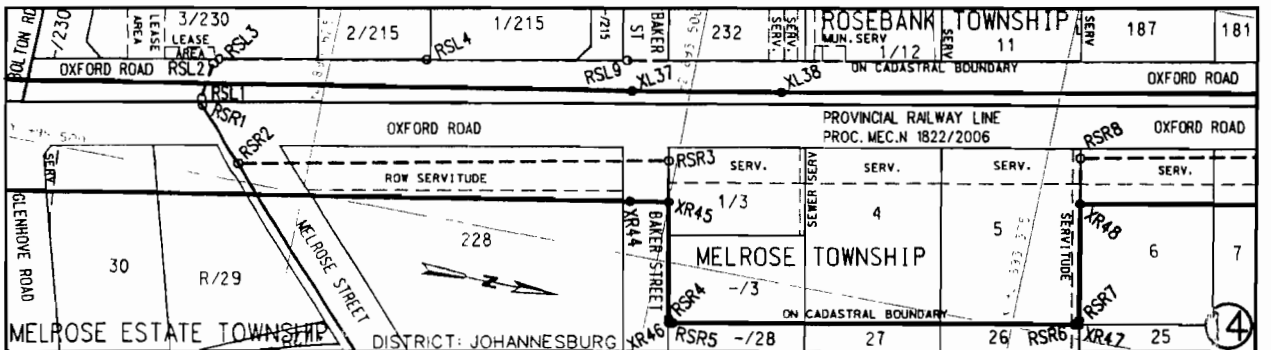 BOLTON RD
-/230
LEASE
AREA
3/230
LEASE
AREA
2/215
1/215
-/215
BAKER
ST
232
SERV
SERV
ROSEBANK TOWNSHIP
MUN. SERV
1/12
SERV
11
SERV
187
181
RSL3
RSL4
OXFORD ROAD
RSL2
RSL9
XL37
XL38
ON CADASTRAL BOUNDARY
OXFORD ROAD
RSL1
RSR1
OXFORD ROAD
PROVINCIAL RAILWAY LINE
PROC. MEC.N 1822/2006
OXFORD ROAD
RSR2
RSR3
RSR8
SERV
ROW SERVITUDE
SERV.
SEWER SERV
SERV.
SERV.
SERV.
GLENHOVE ROAD
30
R/29
MELROSE STREET
228
N
XR44
BAKER STREET
XR45
1/3
4
5
SERVITUDE
XR48
6
7
MELROSE TOWNSHIP
-/3
RSR4
RSR7
ON CADASTRAL BOUNDARY
MELROSE ESTATE TOWNSHIP
DISTRICT: JOHANNESBURG
XR46
RSR5
-/28
27
26
RSR6
XR47
25
14